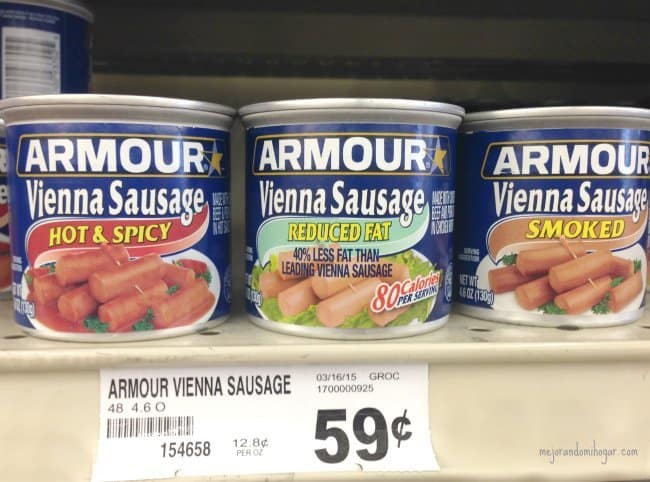 ARMOUR
Vienna Sausage
HOT & SPICY
ARMOUR
Vienna Sausage
REDUCED FAT
40% LESS FAT THAN
LEADING VIENNA SAUSAGE
80 Calories
PER SERVING
ARMOUR
Vienna Sausage
SMOKED
SERVING
SUGGESTION
NET WT
4.6 OZ (130g)
ARMOUR VIENNA SAUSAGE
03/16/15 GROC
48 4.6 O
1700000925
154658
12.8¢
PER OZ
59¢
mejorandomihogar.com